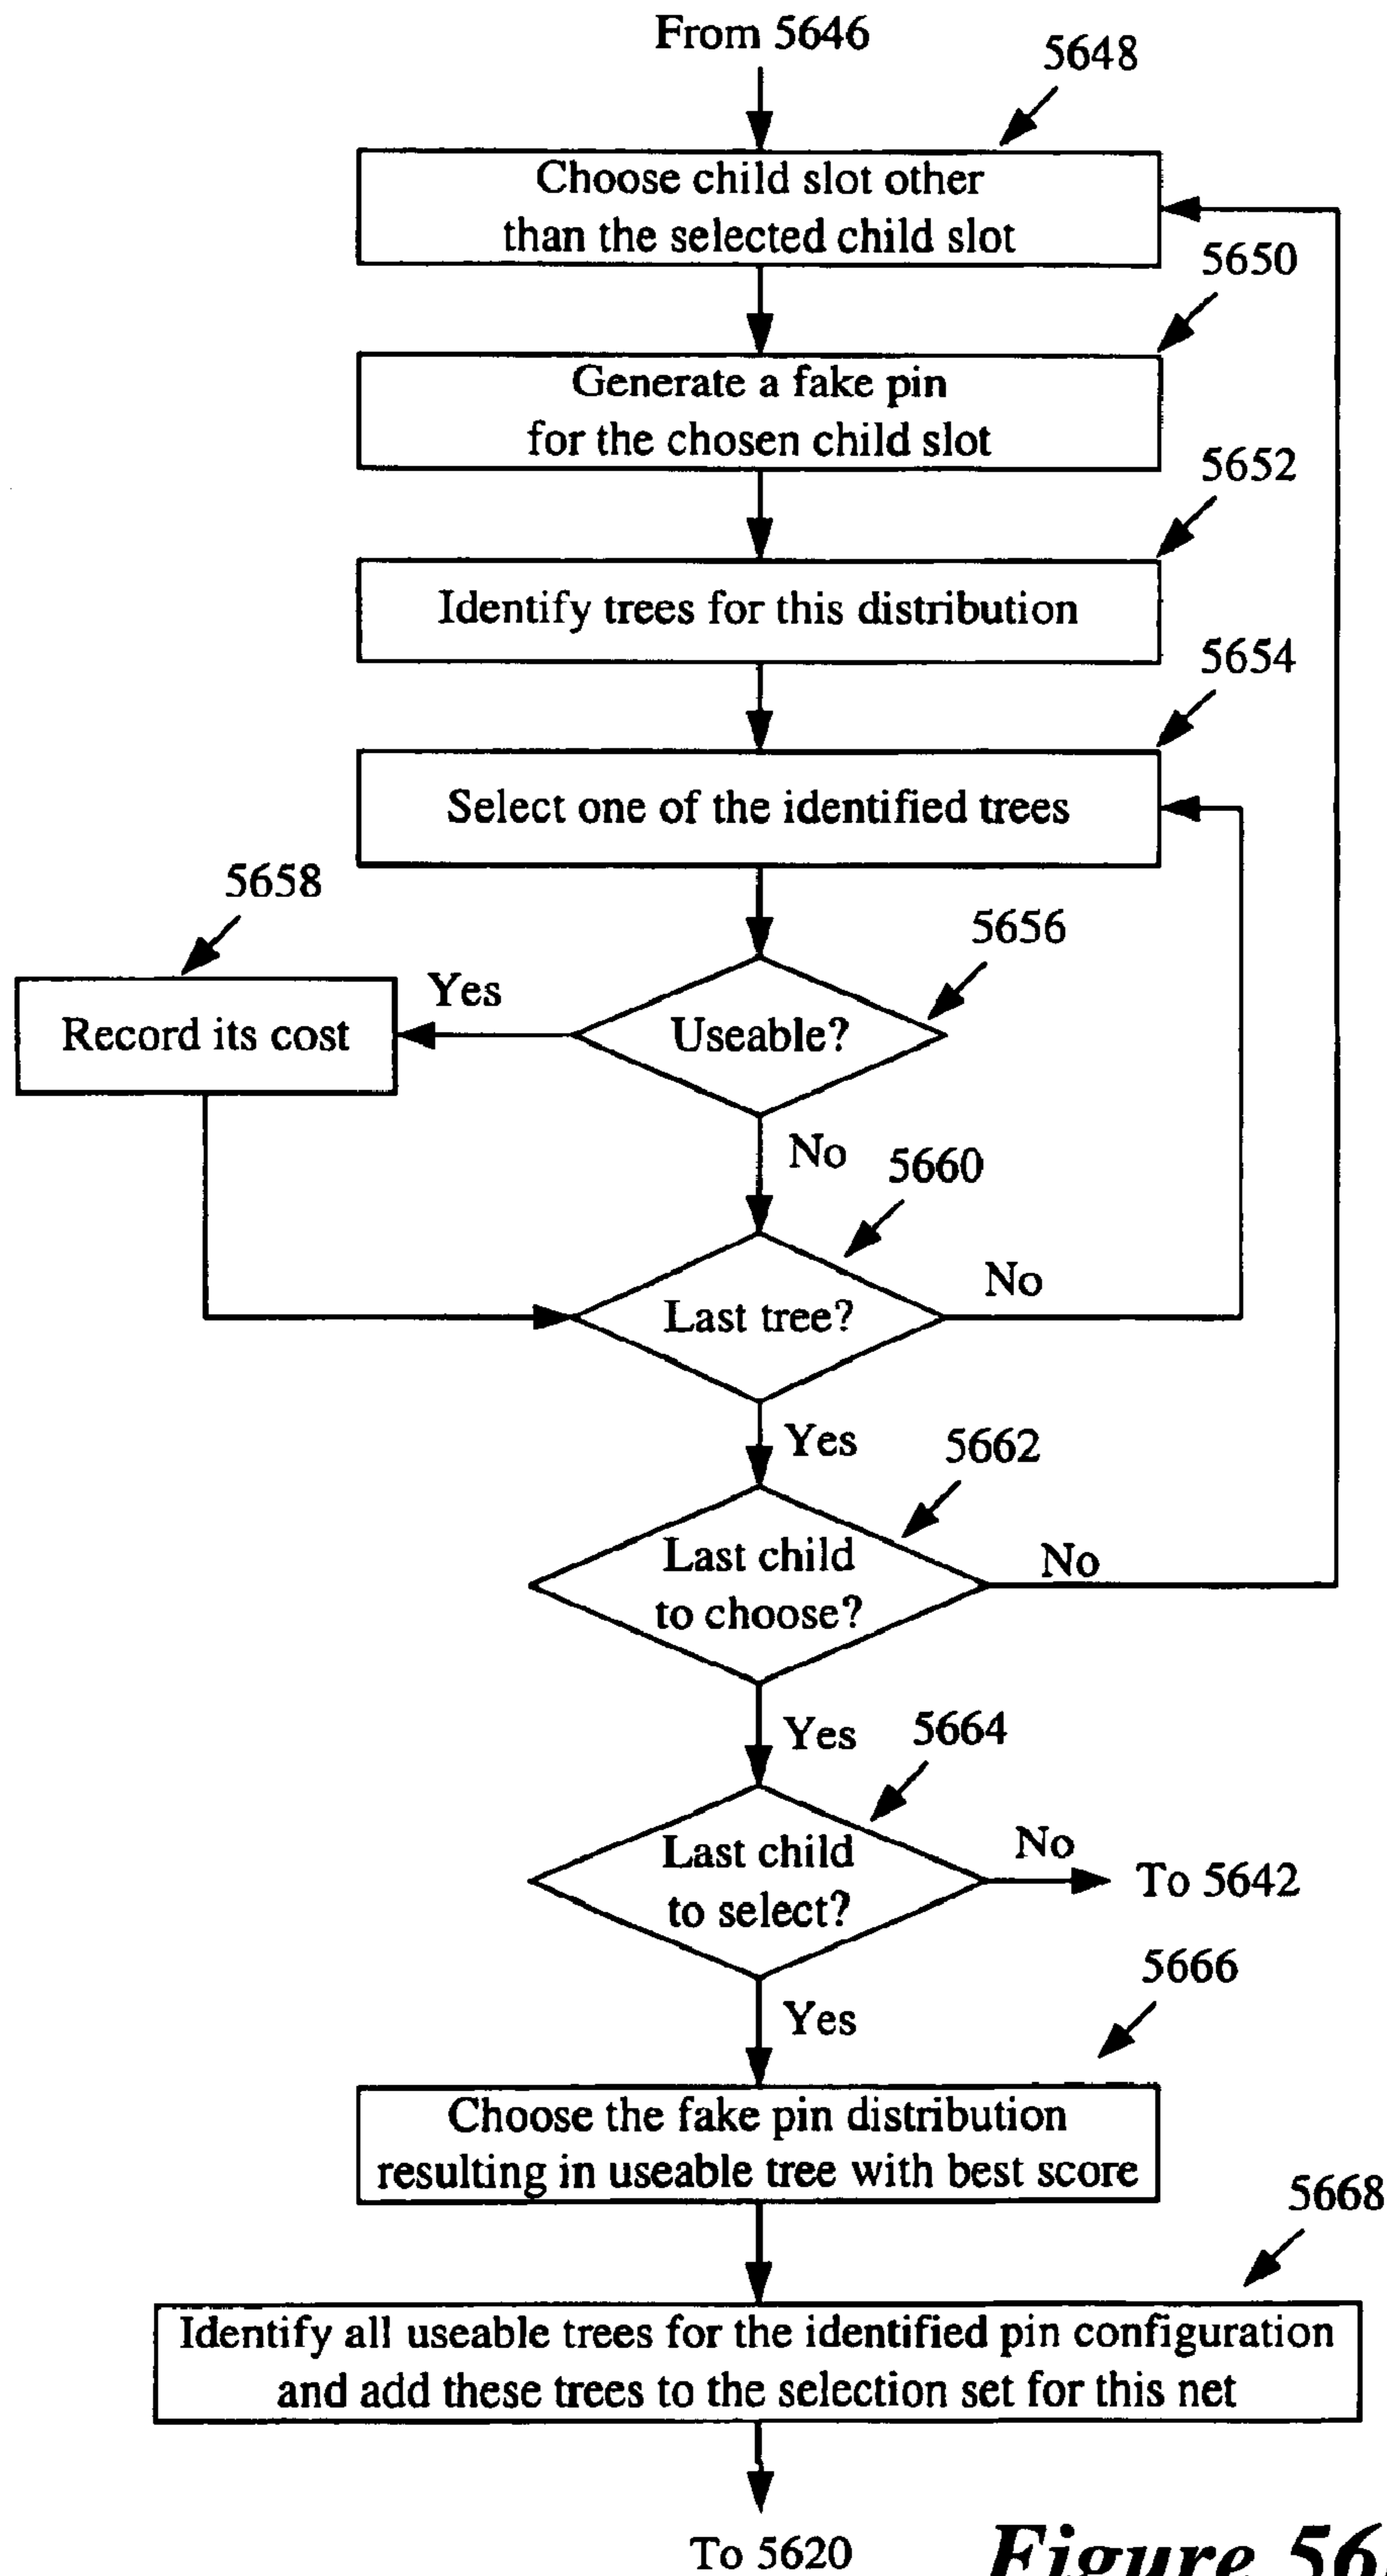 From 5646
5648
Choose child slot other
than the selected child slot
5650
Generate a fake pin
for the chosen child slot
5652
Identify trees for this distribution
5654
Select one of the identified trees
5658
5656
Yes
Record its cost
Useable?
No
5660
No
Last tree?
Yes
5662
Last child
to choose?
No
Yes
5664
Last child
to select?
No
To 5642
5666
Yes
Choose the fake pin distribution
resulting in useable tree with best score
5668
Identify all useable trees for the identified pin configuration
and add these trees to the selection set for this net
To 5620
Figure 56